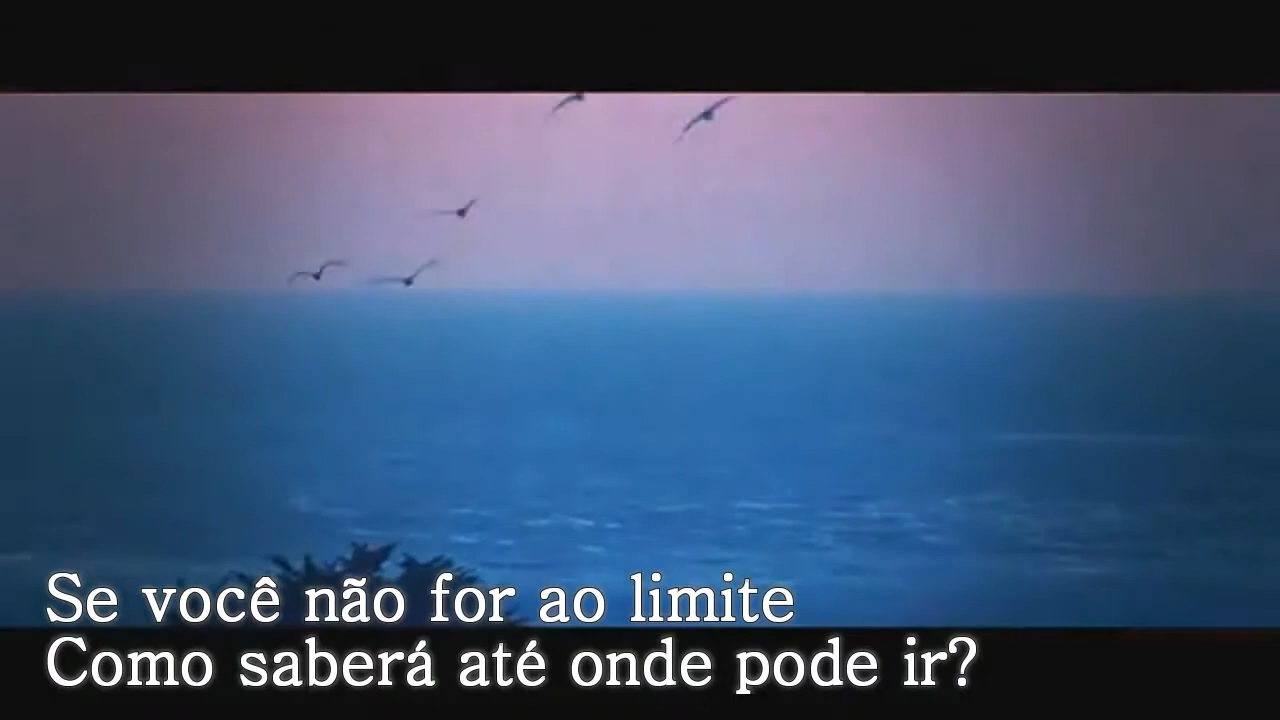 Se você não for ao limite
Como saberá até onde pode ir?